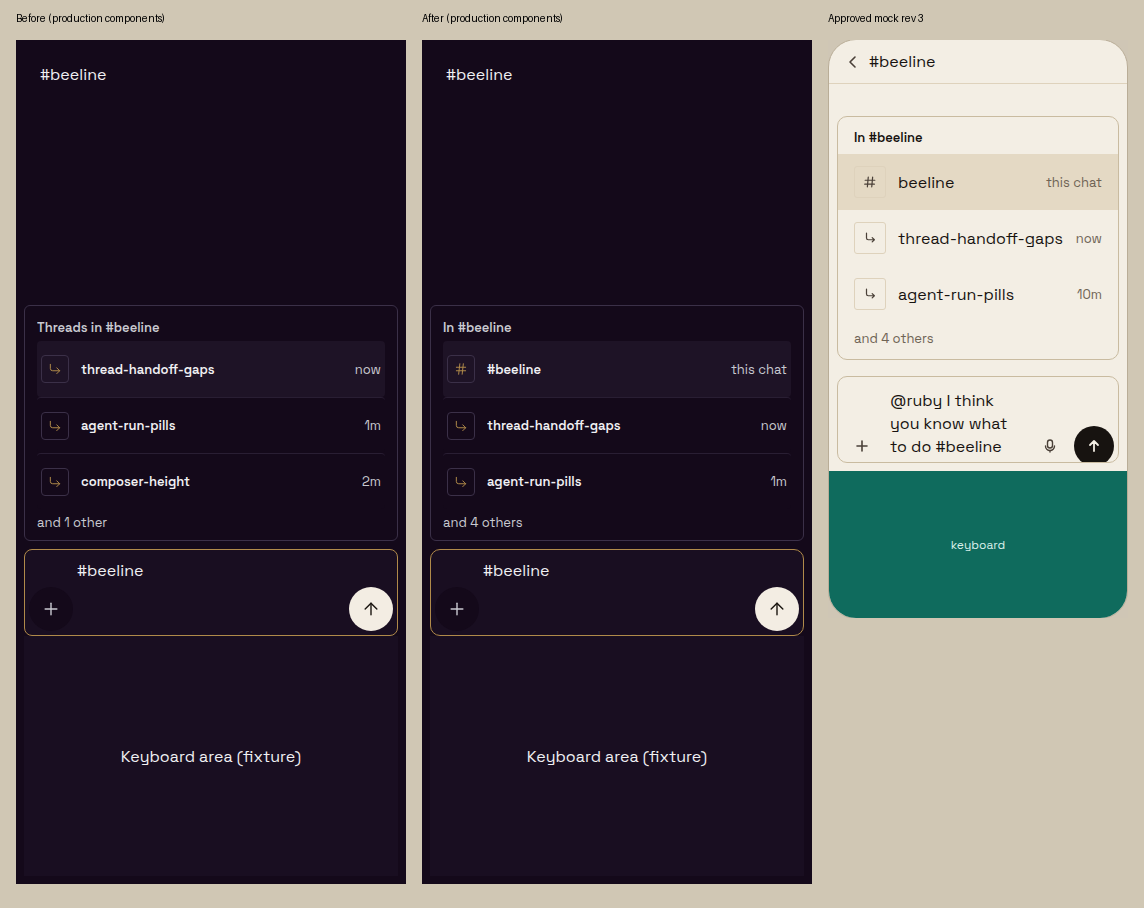 Before (production components)
#beeline
Threads in #beeline
thread-handoff-gaps now
agent-run-pills 1m
composer-height 2m
and 1 other
#beeline
Keyboard area (fixture)
After (production components)
#beeline
In #beeline
#beeline this chat
thread-handoff-gaps now
agent-run-pills 1m
and 4 others
#beeline
Keyboard area (fixture)
Approved mock rev 3
#beeline
In #beeline
# beeline this chat
thread-handoff-gaps now
agent-run-pills 10m
and 4 others
@ruby I think
you know what
to do #beeline
keyboard